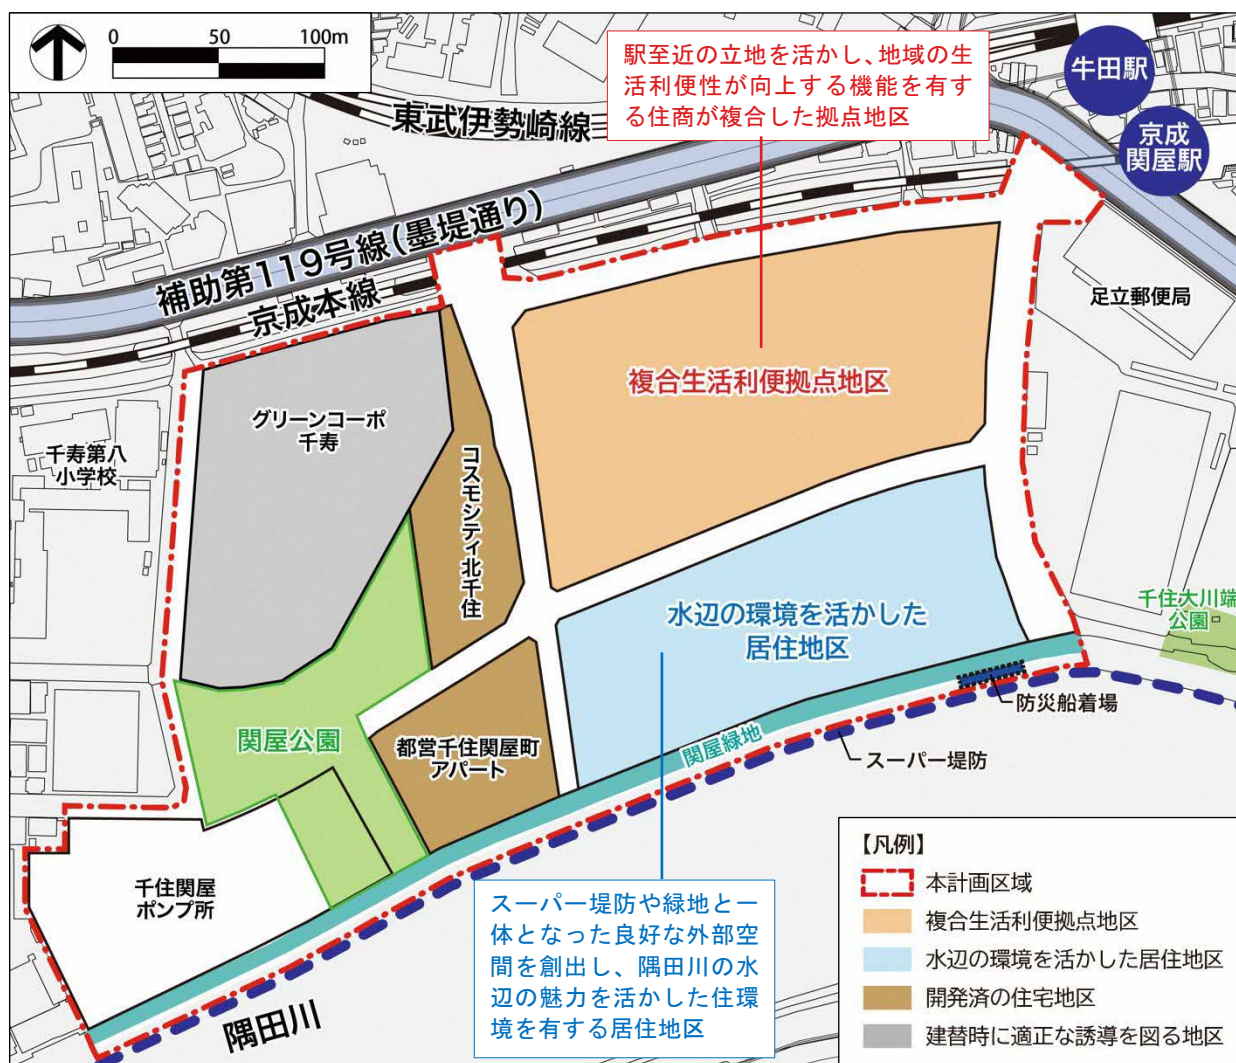 0 50 100m
駅至近の立地を活かし、地域の生
活利便性が向上する機能を有す
る住商が複合した拠点地区
牛田駅
京成
関屋駅
東武伊勢崎線
補助第119号線(墨堤通り)
京成本線
足立郵便局
複合生活利便拠点地区
グリーンコーポ
千寿
千寿第八
小学校
コスモシティ北千住
水辺の環境を活かした
居住地区
千住大川端
公園
防災船着場
関屋公園
都営千住関屋町
アパート
関屋緑地
スーパー堤防
千住関屋
ポンプ所
スーパー堤防や緑地と一
体となった良好な外部空
間を創出し、隅田川の水
辺の魅力を活かした住環
境を有する居住地区
隅田川
【凡例】
本計画区域
複合生活利便拠点地区
水辺の環境を活かした居住地区
開発済の住宅地区
建替時に適正な誘導を図る地区